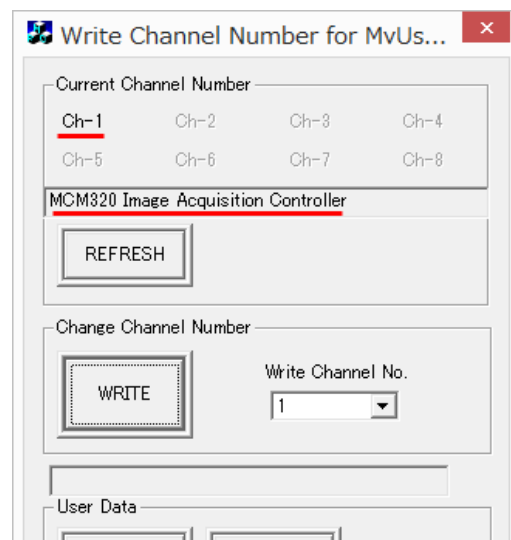 Write Channel Number for MvUs...
Current Channel Number
Ch-1 Ch-2 Ch-3 Ch-4
Ch-5 Ch-6 Ch-7 Ch-8
MCM320 Image Acquisition Controller
REFRESH
Change Channel Number
Write Channel No.
WRITE
1
User Data